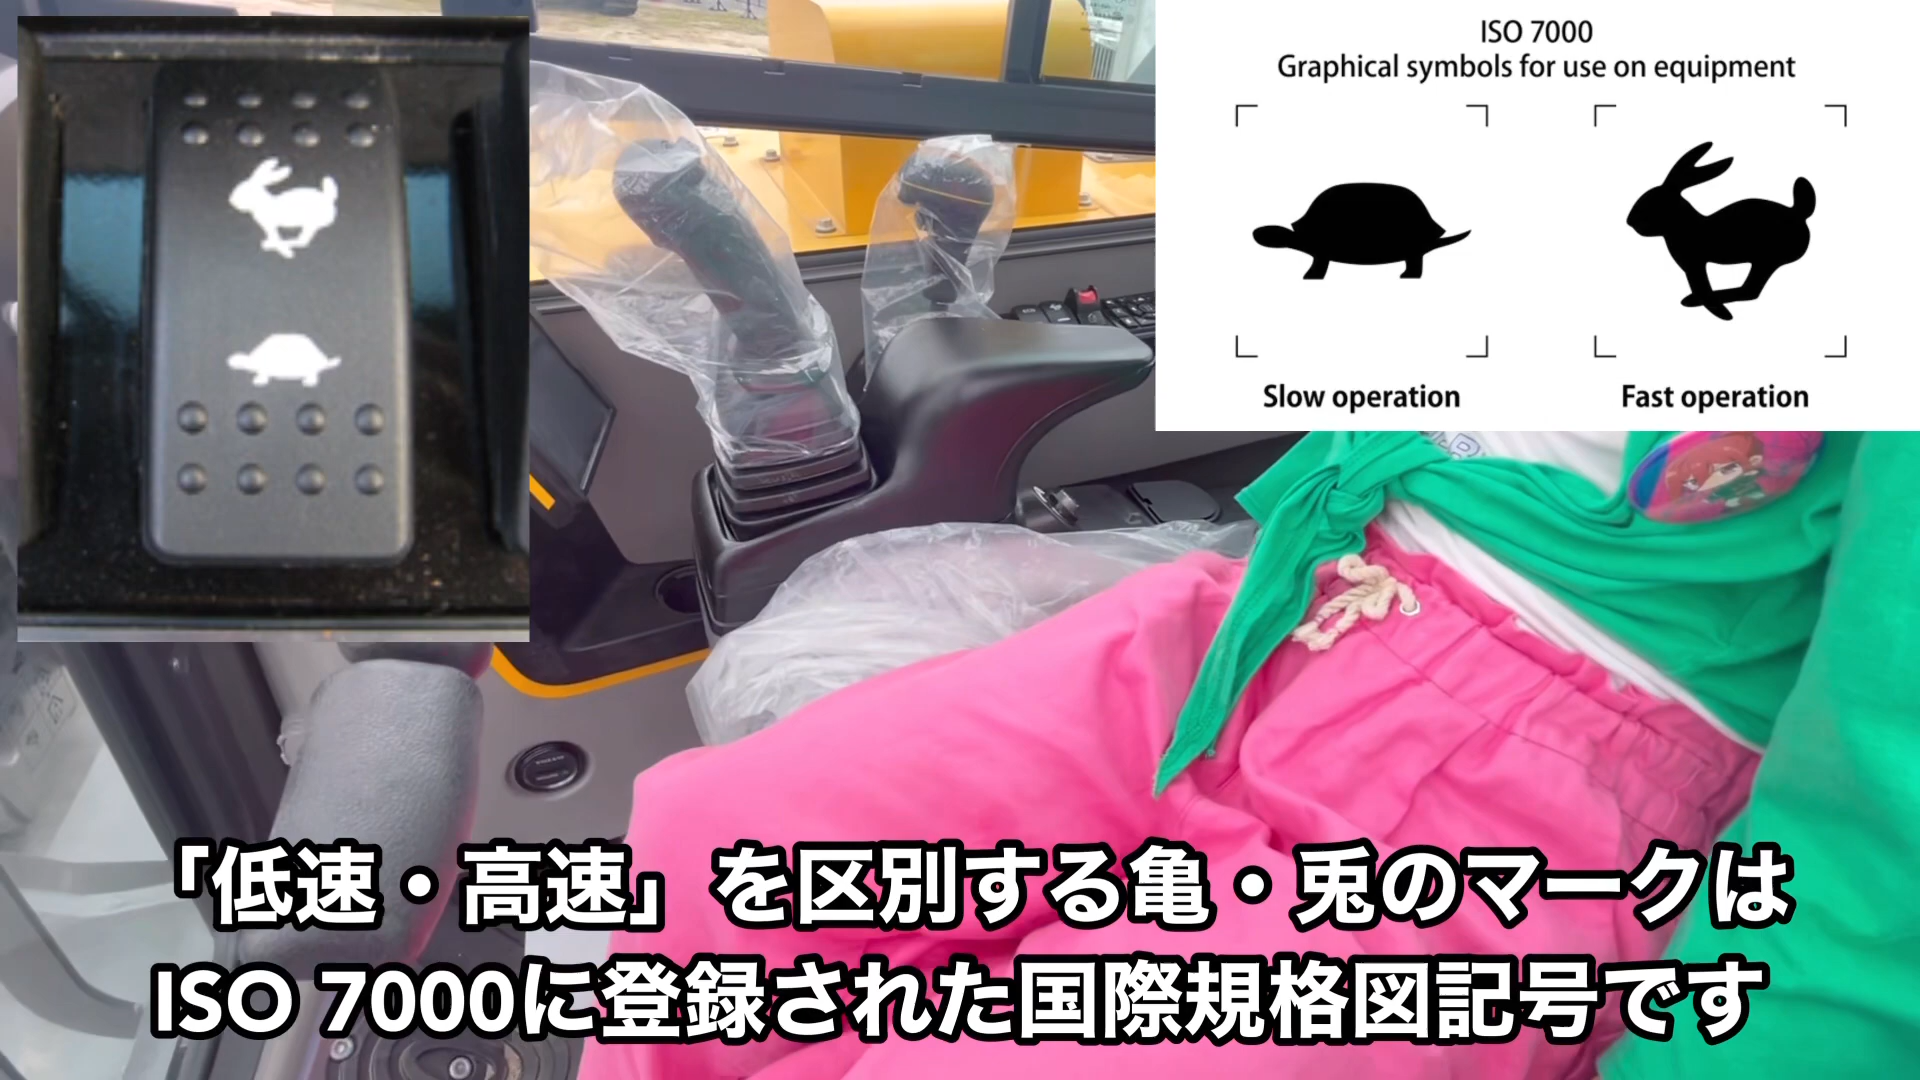 ISO 7000
Graphical symbols for use on equipment
Slow operation
Fast operation
「低速・高速」を区別する亀・兎のマークは
ISO 7000に登録された国際規格図記号です